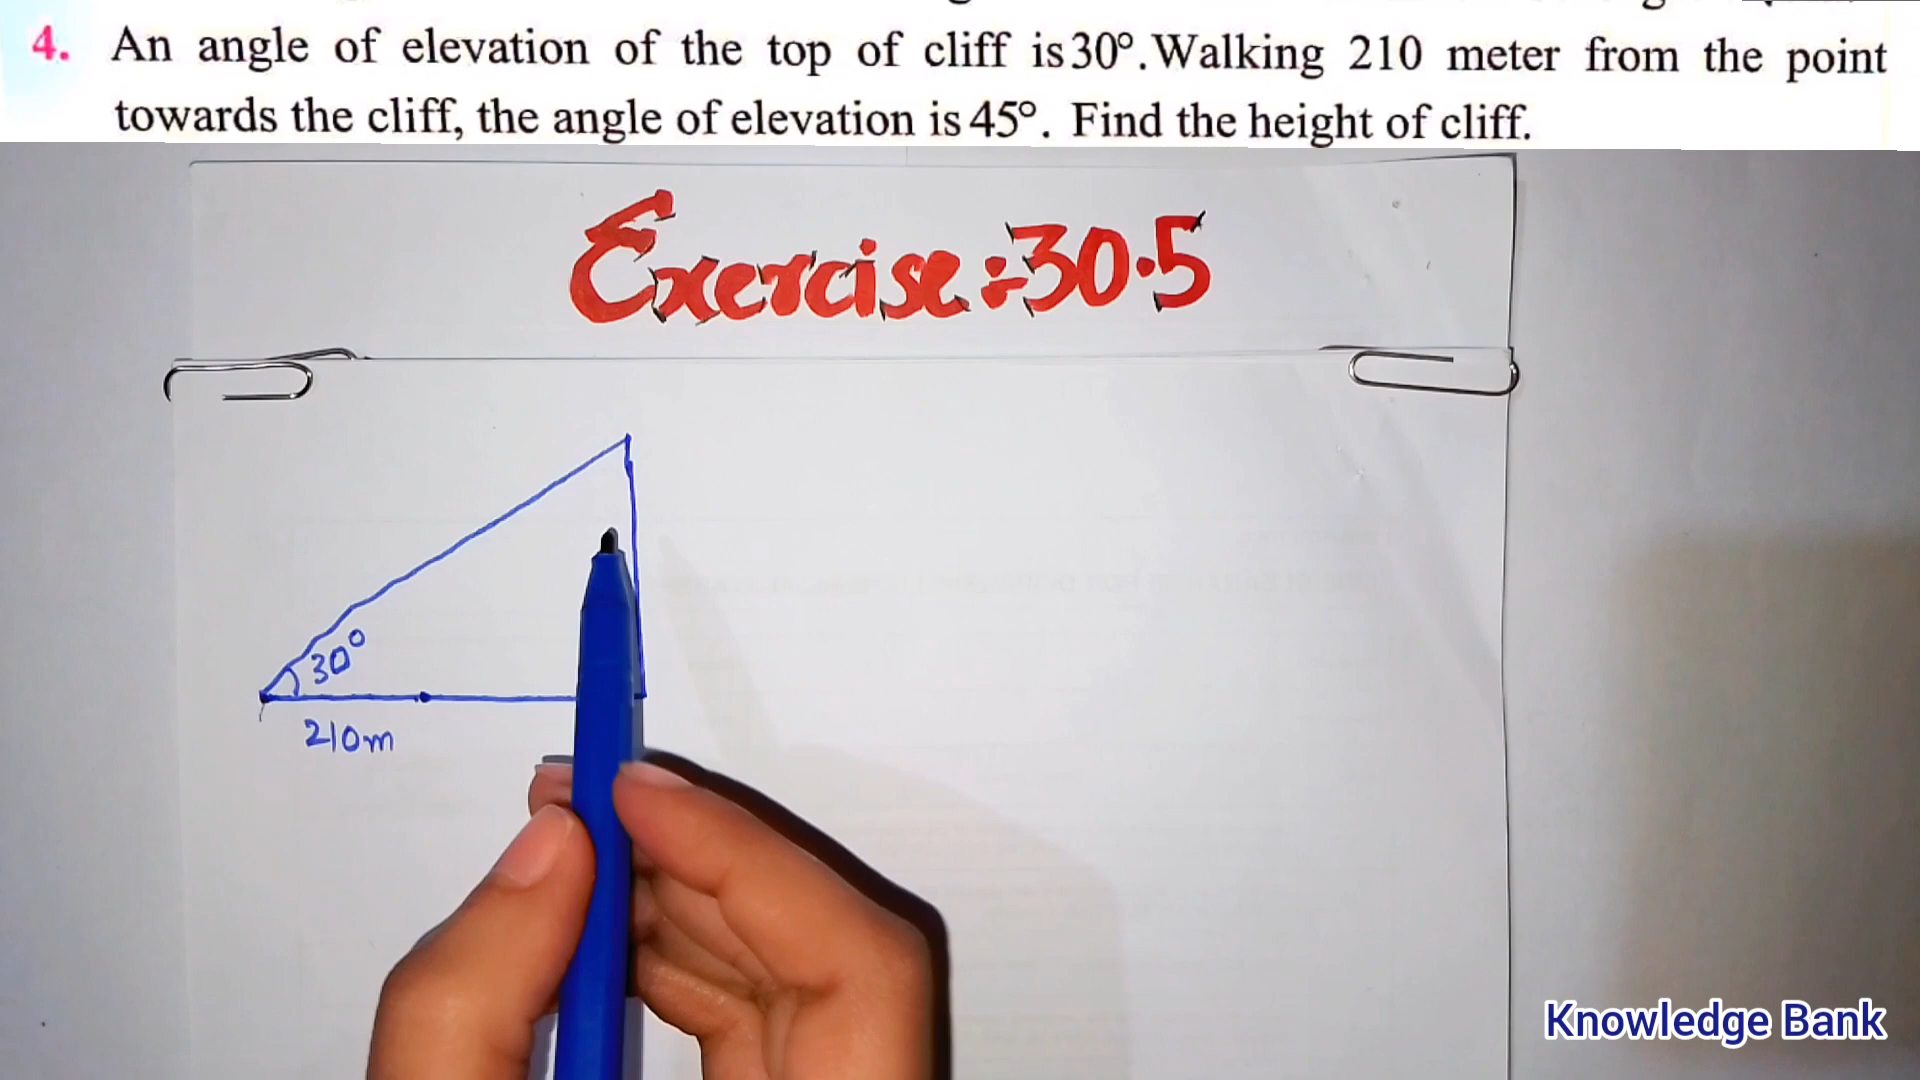 4. An angle of elevation of the top of cliff is 30°. Walking 210 meter from the point
towards the cliff, the angle of elevation is 45°. Find the height of cliff.
Exercise:-30.5
30°
210m
Knowledge Bank